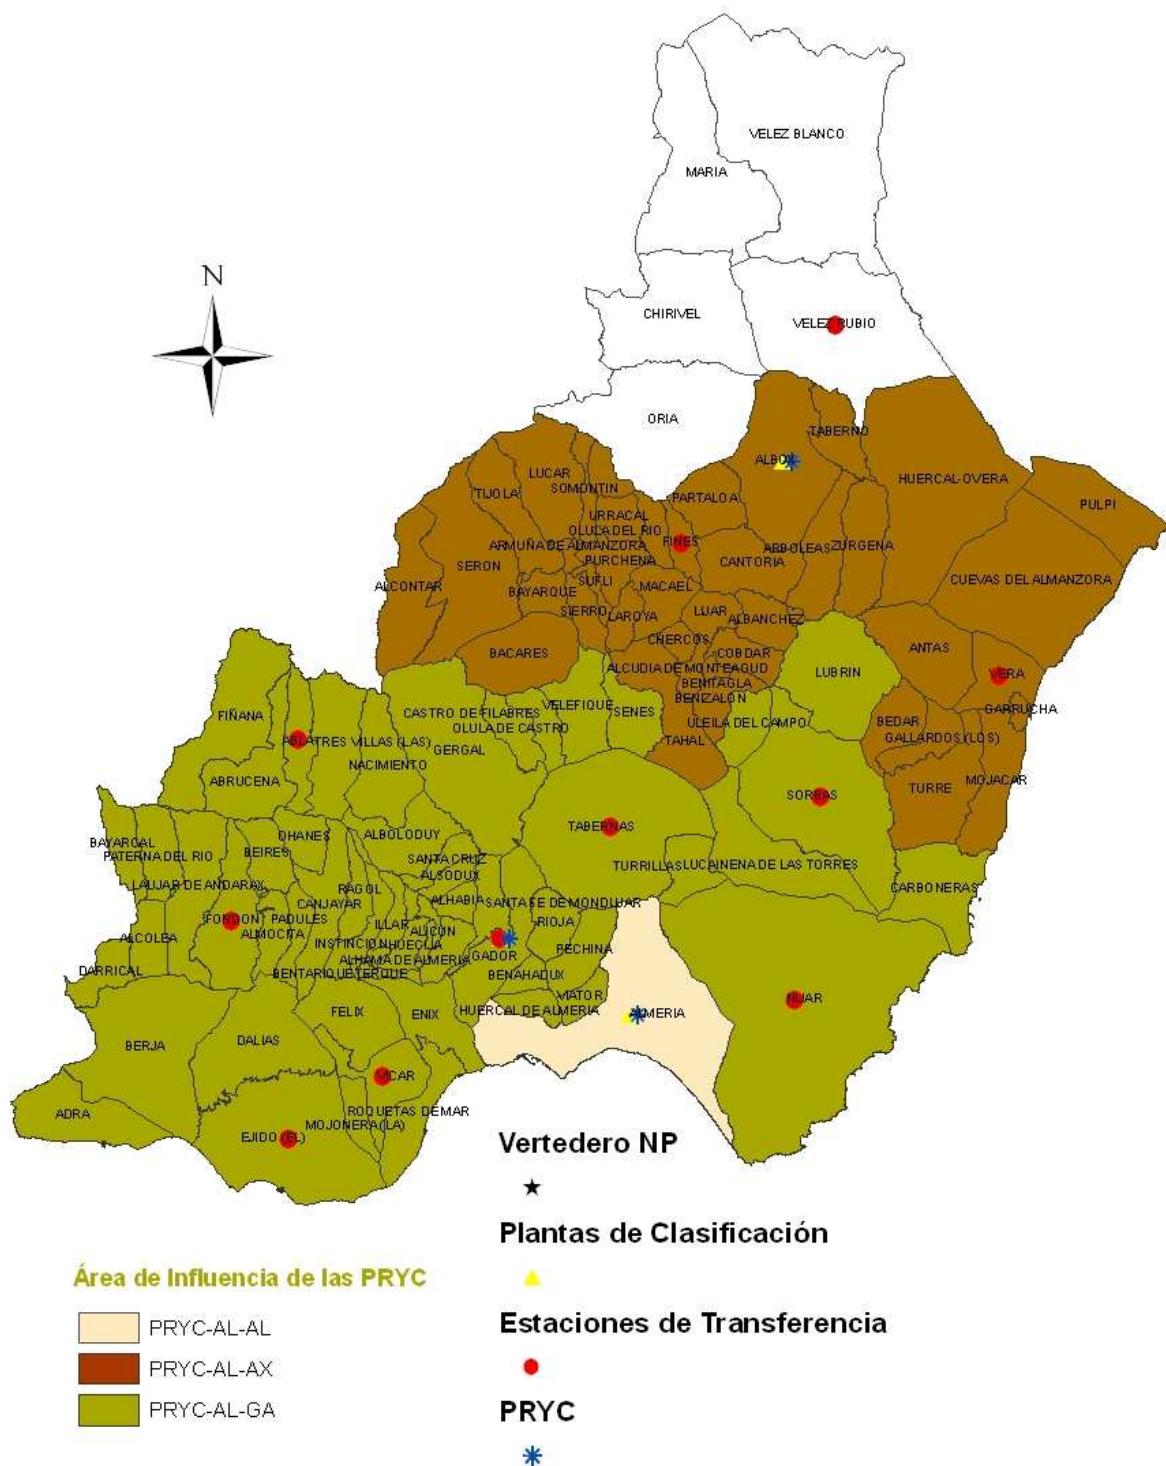 VELEZ BLANCO
MARIA
N
CHIRIVEL
VELEZ RUBIO
ORIA
TABERNO
ALBOX
HUERCAL-OVERA
LUCAR
TIJOLA
SOMONTIN
PARTALOA
PULPI
URRACAL
OLULA DEL RIO
FINES
ARMUÑA DE ALMANZORA
ARBOLEAS
ZURGENA
PURCHENA
CANTORIA
SERON
SUFLI
CUEVAS DEL ALMANZORA
ALCONTAR
BAYARQUE
MACAEL
SIERRO
LAROYA
LIJAR
ALBANCHEZ
CHERCOS
ANTAS
BACARES
COBDAR
ALCUDIA DE MONTEAGUD
LUBRIN
VERA
BENITAGLA
BENIZALON
VELEFIQUE
GARRUCHA
FIÑANA
CASTRO DE FILABRES
SENES
ULEILA DEL CAMPO
BEDAR
OLULA DE CASTRO
GALLARDOS (LOS)
ABLA
TRES VILLAS (LAS)
GERGAL
TAHAL
NACIMIENTO
ABRUCENA
MOJACAR
TURRE
SORBAS
TABERNAS
OHANES
ALBOLODUY
BAYARCAL
PATERNA DEL RIO
BEIRES
SANTA CRUZ
TURRILLAS
LUCAINENA DE LAS TORRES
ALSODUX
LAUJAR DE ANDARAX
RAGOL
CARBONERAS
CANJAYAR
ALHABIA
SANTA FE DE MONDUJAR
FONDON
PADULES
RIOJA
ILLAR
ALMOCITA
ALICUN
ALCOLEA
INSTINCION
HUECIJA
PECHINA
GADOR
ALHAMA DE ALMERIA
DARRICAL
BENTARIQUE
TERQUE
BENAHADUX
VIATOR
NIJAR
FELIX
HUERCAL DE ALMERIA
ENIX
ALMERIA
BERJA
DALIAS
VICAR
ADRA
ROQUETAS DE MAR
MOJONERA (LA)
EJIDO (EL)
Vertedero NP
Plantas de Clasificación
Área de Influencia de las PRYC
Estaciones de Transferencia
PRYC-AL-AL
PRYC-AL-AX
PRYC-AL-GA
PRYC